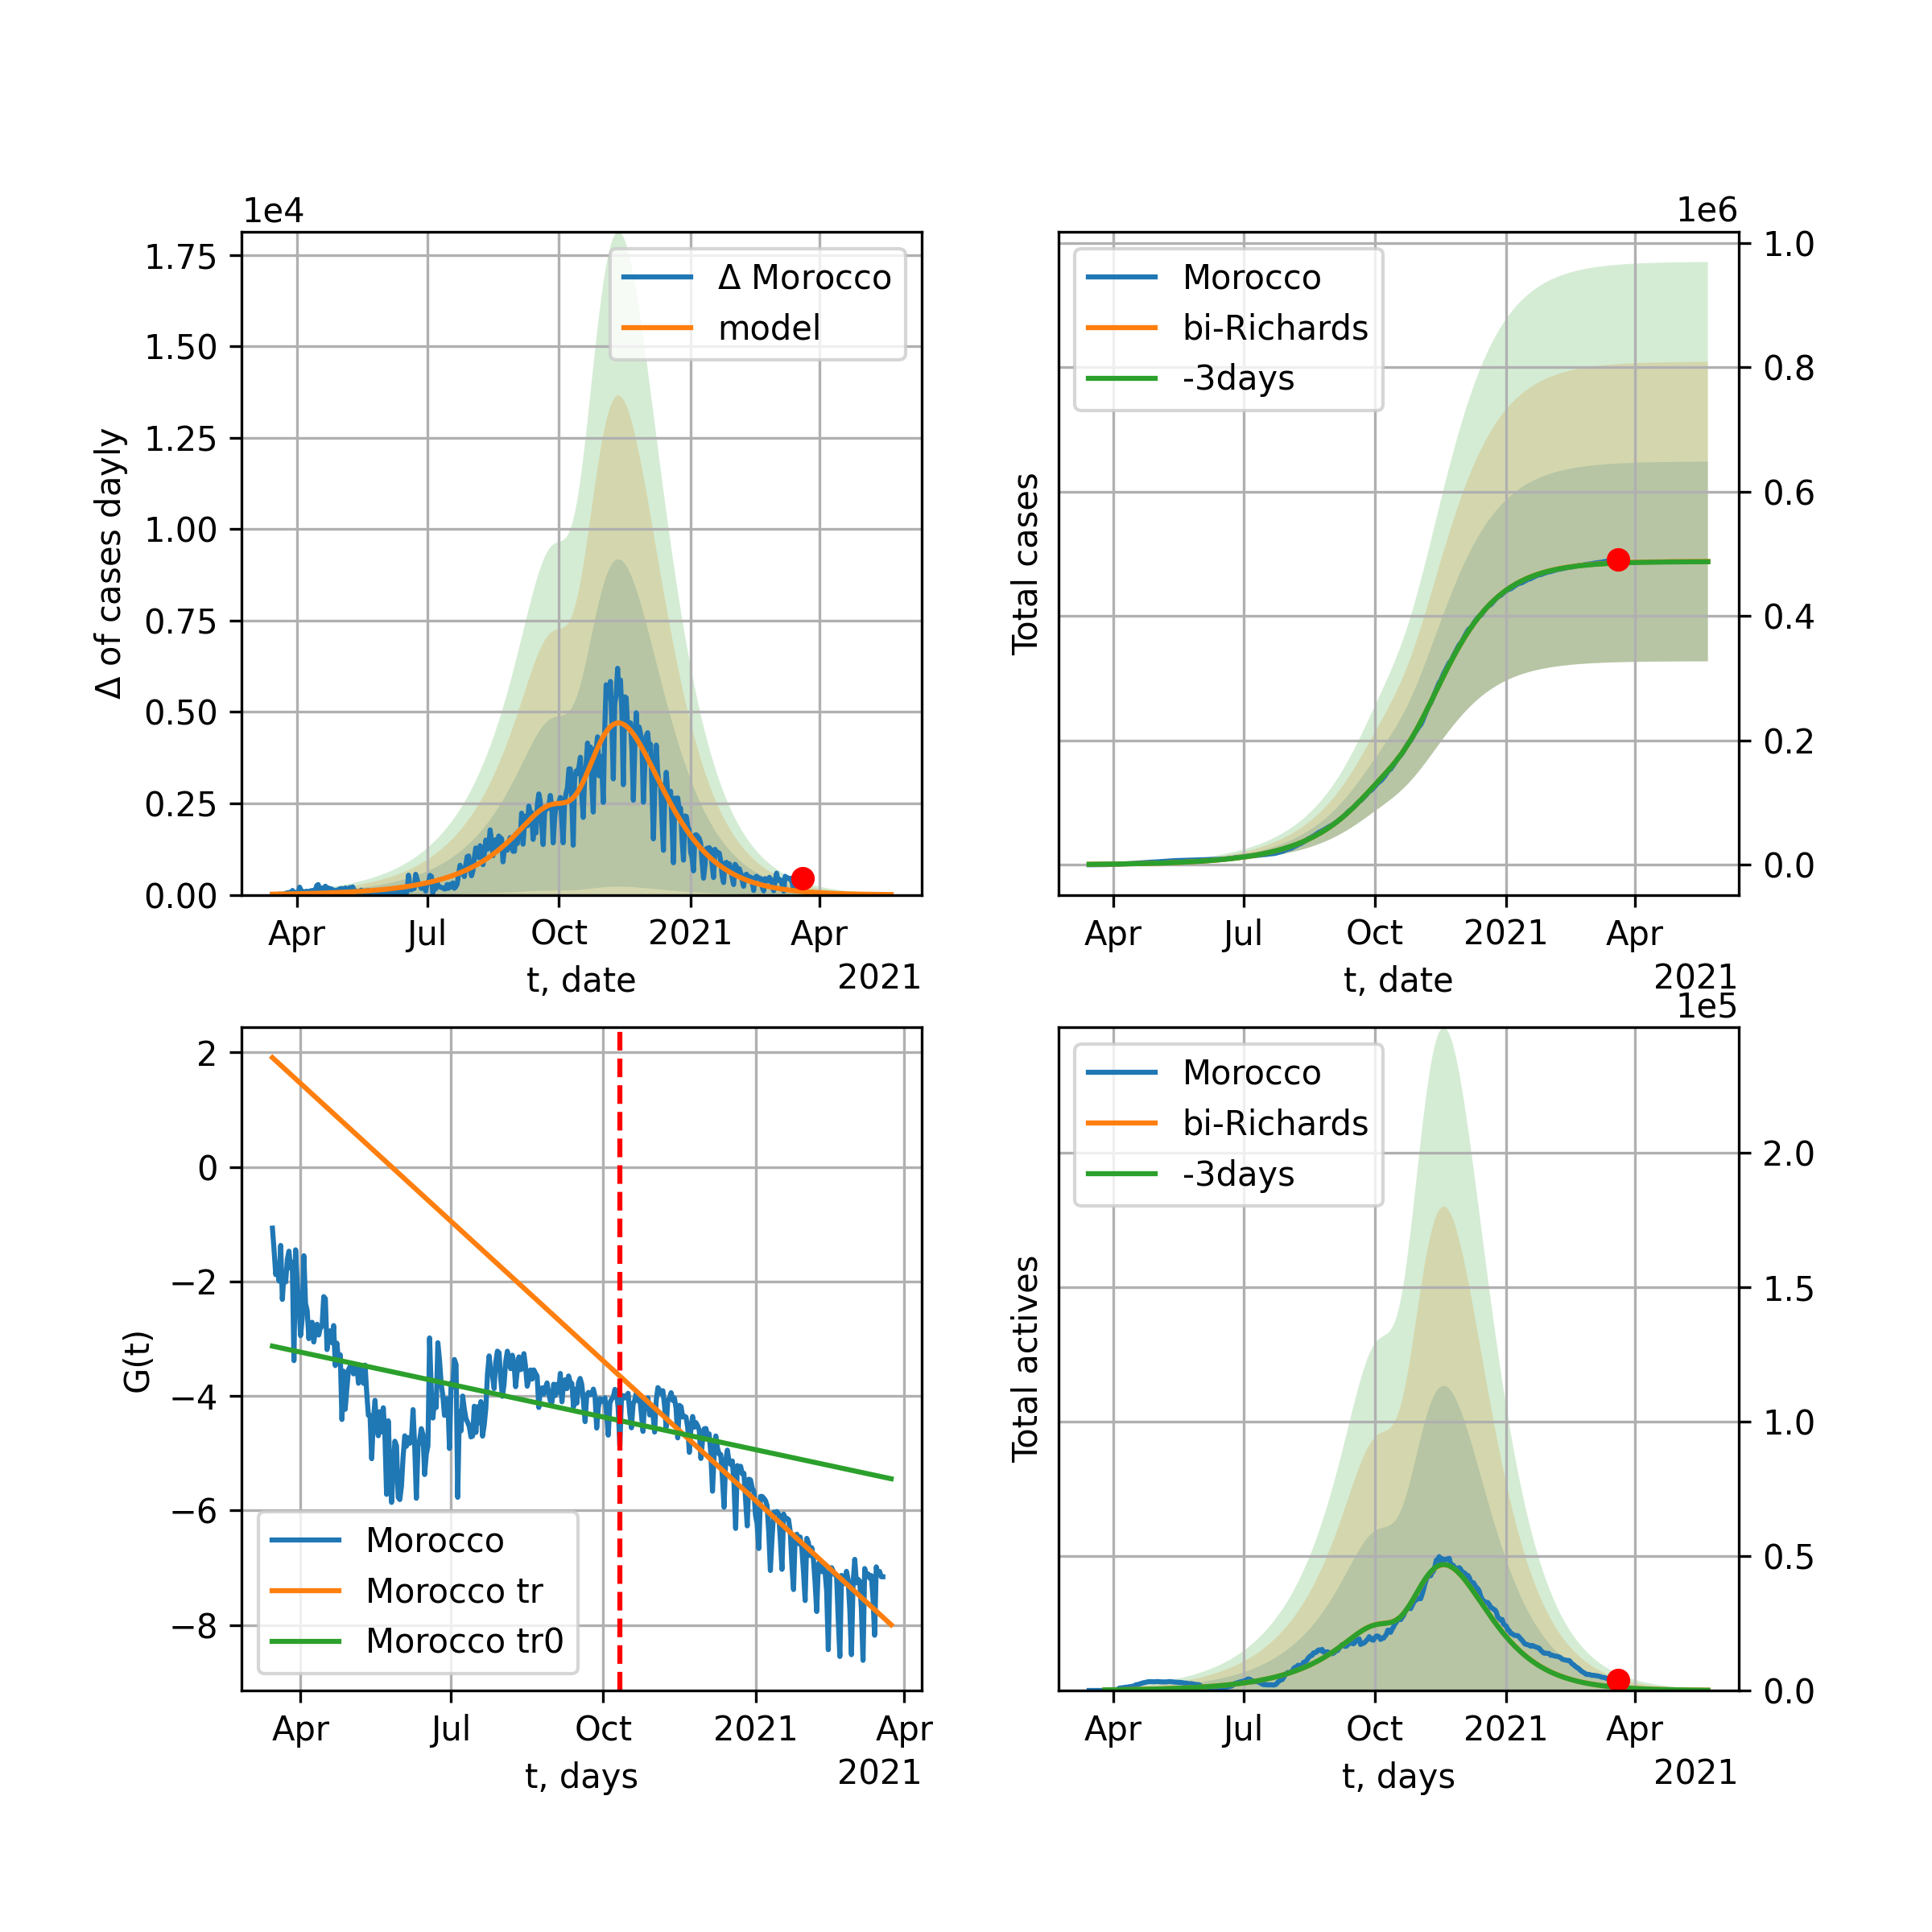 1e4
1.75
1.50
1.25
1.00
0.75
0.50
0.25
0.00
Δ of cases dayly
Δ Morocco
model
Apr Jul Oct 2021 Apr
t, date
2021
1e6
1.0
0.8
0.6
0.4
0.2
0.0
Total cases
Morocco
bi-Richards
-3days
Apr Jul Oct 2021 Apr
t, date
2021
2
0
−2
−4
−6
−8
G(t)
Morocco
Morocco tr
Morocco tr0
Apr Jul Oct 2021 Apr
t, days
2021
1e5
2.0
1.5
1.0
0.5
0.0
Total actives
Morocco
bi-Richards
-3days
Apr Jul Oct 2021 Apr
t, days
2021